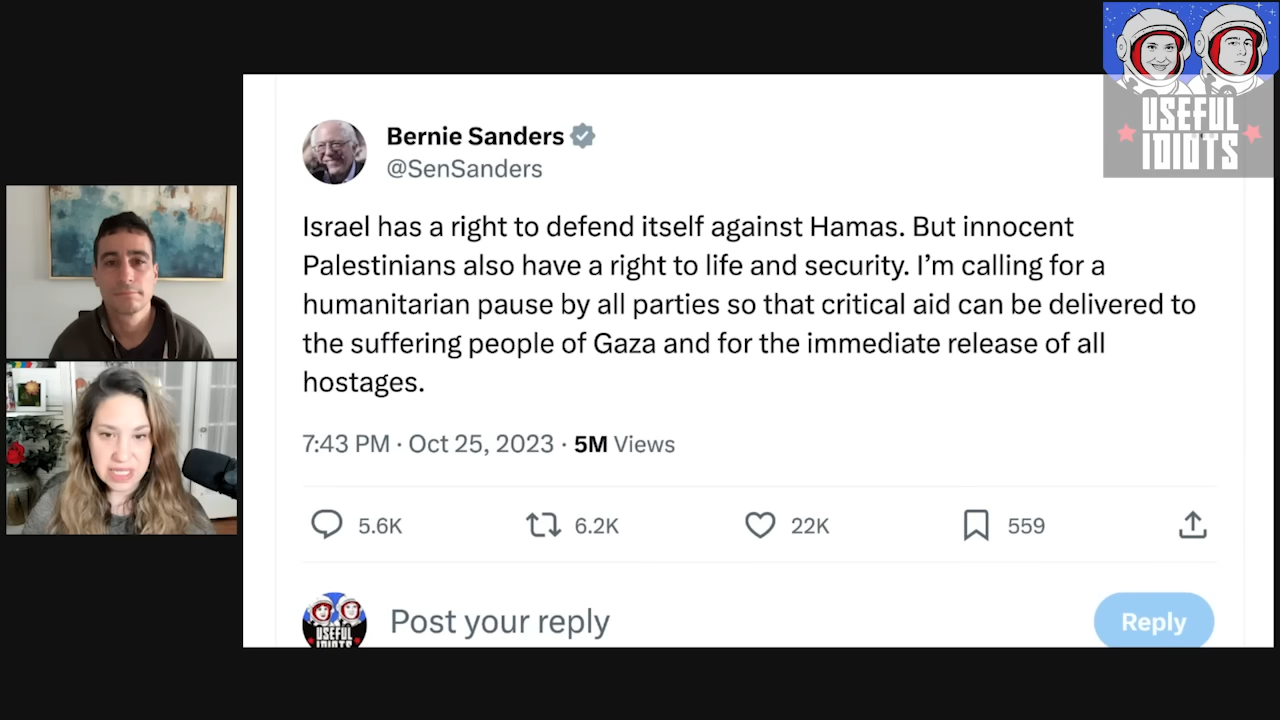 USEFUL
IDIOTS
Bernie Sanders
@SenSanders
Israel has a right to defend itself against Hamas. But innocent
Palestinians also have a right to life and security. I’m calling for a
humanitarian pause by all parties so that critical aid can be delivered to
the suffering people of Gaza and for the immediate release of all
hostages.
7:43 PM · Oct 25, 2023 · 5M Views
5.6K 6.2K 22K 559
USEFUL
IDIOTS
Post your reply
Reply